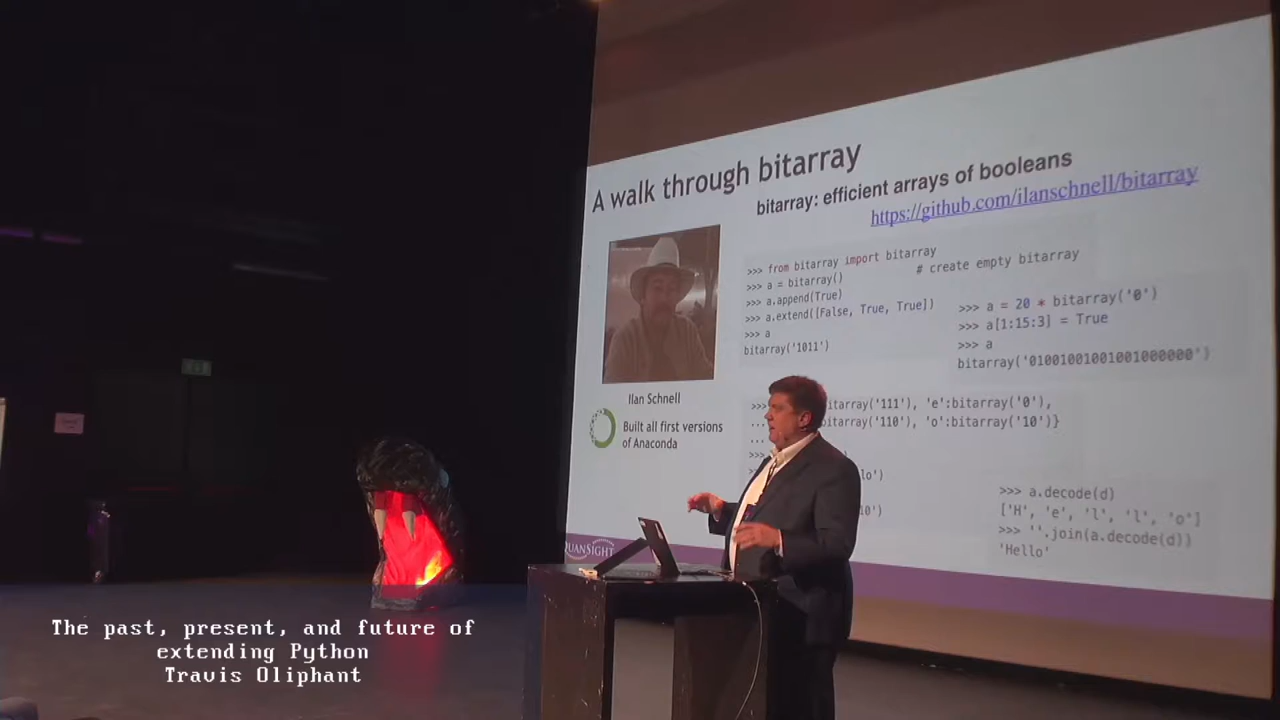 A walk through bitarray
bitarray: efficient arrays of booleans
https://github.com/ilanschnell/bitarray
>>> from bitarray import bitarray
>>> a = bitarray() # create empty bitarray
>>> a.append(True)
>>> a.extend([False, True, True])
>>> a
bitarray('1011')
>>> a = 20 * bitarray('0')
>>> a[1:15:3] = True
>>> a
bitarray('01001001001001000000')
Ilan Schnell
Built all first versions
of Anaconda
>>> bitarray('111'), 'e':bitarray('0'),
... bitarray('110'), 'o':bitarray('10')}
...
>>>
lo')
10')
>>> a.decode(d)
['H', 'e', 'l', 'l', 'o']
>>> ''.join(a.decode(d))
'Hello'
QUANSIGHT
The past, present, and future of
extending Python
Travis Oliphant